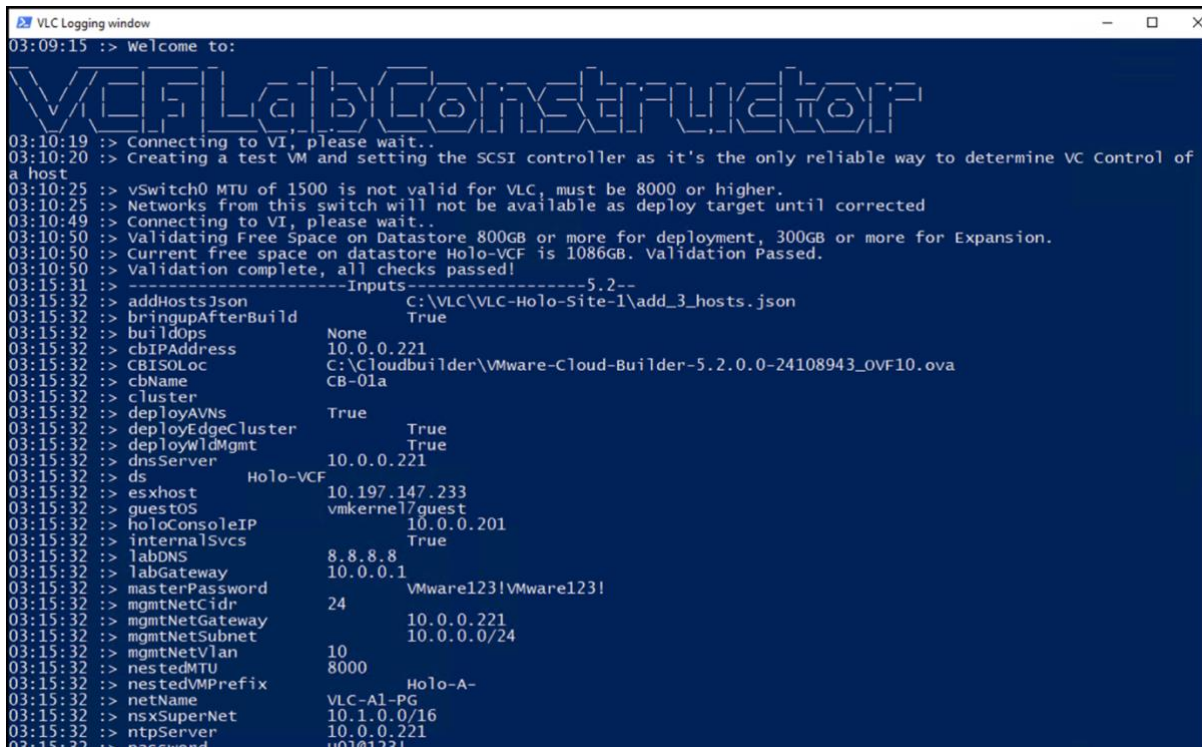 VLC Logging window
03:09:15 :> Welcome to:
VCFLabConstructor
03:10:19 :> Connecting to VI, please wait..
03:10:20 :> Creating a test VM and setting the SCSI controller as it's the only reliable way to determine VC Control of
a host
03:10:25 :> vSwitch0 MTU of 1500 is not valid for VLC, must be 8000 or higher.
03:10:25 :> Networks from this switch will not be available as deploy target until corrected
03:10:49 :> Connecting to VI, please wait..
03:10:50 :> Validating Free Space on Datastore 800GB or more for deployment, 300GB or more for Expansion.
03:10:50 :> Current free space on datastore Holo-VCF is 1086GB. Validation Passed.
03:10:50 :> Validation complete, all checks passed!
03:15:31 :> ----------------------Inputs------------------5.2--
03:15:32 :> addHostsJson C:\VLC\VLC-Holo-Site-1\add_3_hosts.json
03:15:32 :> bringupAfterBuild True
03:15:32 :> buildOps None
03:15:32 :> cbIPAddress 10.0.0.221
03:15:32 :> CBISOLoc C:\Cloudbuilder\VMware-Cloud-Builder-5.2.0.0-24108943_OVF10.ova
03:15:32 :> cbName CB-01a
03:15:32 :> cluster
03:15:32 :> deployAVNs True
03:15:32 :> deployEdgeCluster True
03:15:32 :> deployWldMgmt True
03:15:32 :> dnsServer 10.0.0.221
03:15:32 :> ds Holo-VCF
03:15:32 :> esxhost 10.197.147.233
03:15:32 :> guestOS vmkernel7guest
03:15:32 :> holoConsoleIP 10.0.0.201
03:15:32 :> internalSvcs True
03:15:32 :> labDNS 8.8.8.8
03:15:32 :> labGateway 10.0.0.1
03:15:32 :> masterPassword VMware123!VMware123!
03:15:32 :> mgmtNetCidr 24
03:15:32 :> mgmtNetGateway 10.0.0.221
03:15:32 :> mgmtNetSubnet 10.0.0.0/24
03:15:32 :> mgmtNetVlan 10
03:15:32 :> nestedMTU 8000
03:15:32 :> nestedVMPrefix Holo-A-
03:15:32 :> netName VLC-A1-PG
03:15:32 :> nsxSuperNet 10.1.0.0/16
03:15:32 :> ntpServer 10.0.0.221
03:15:32 :> password